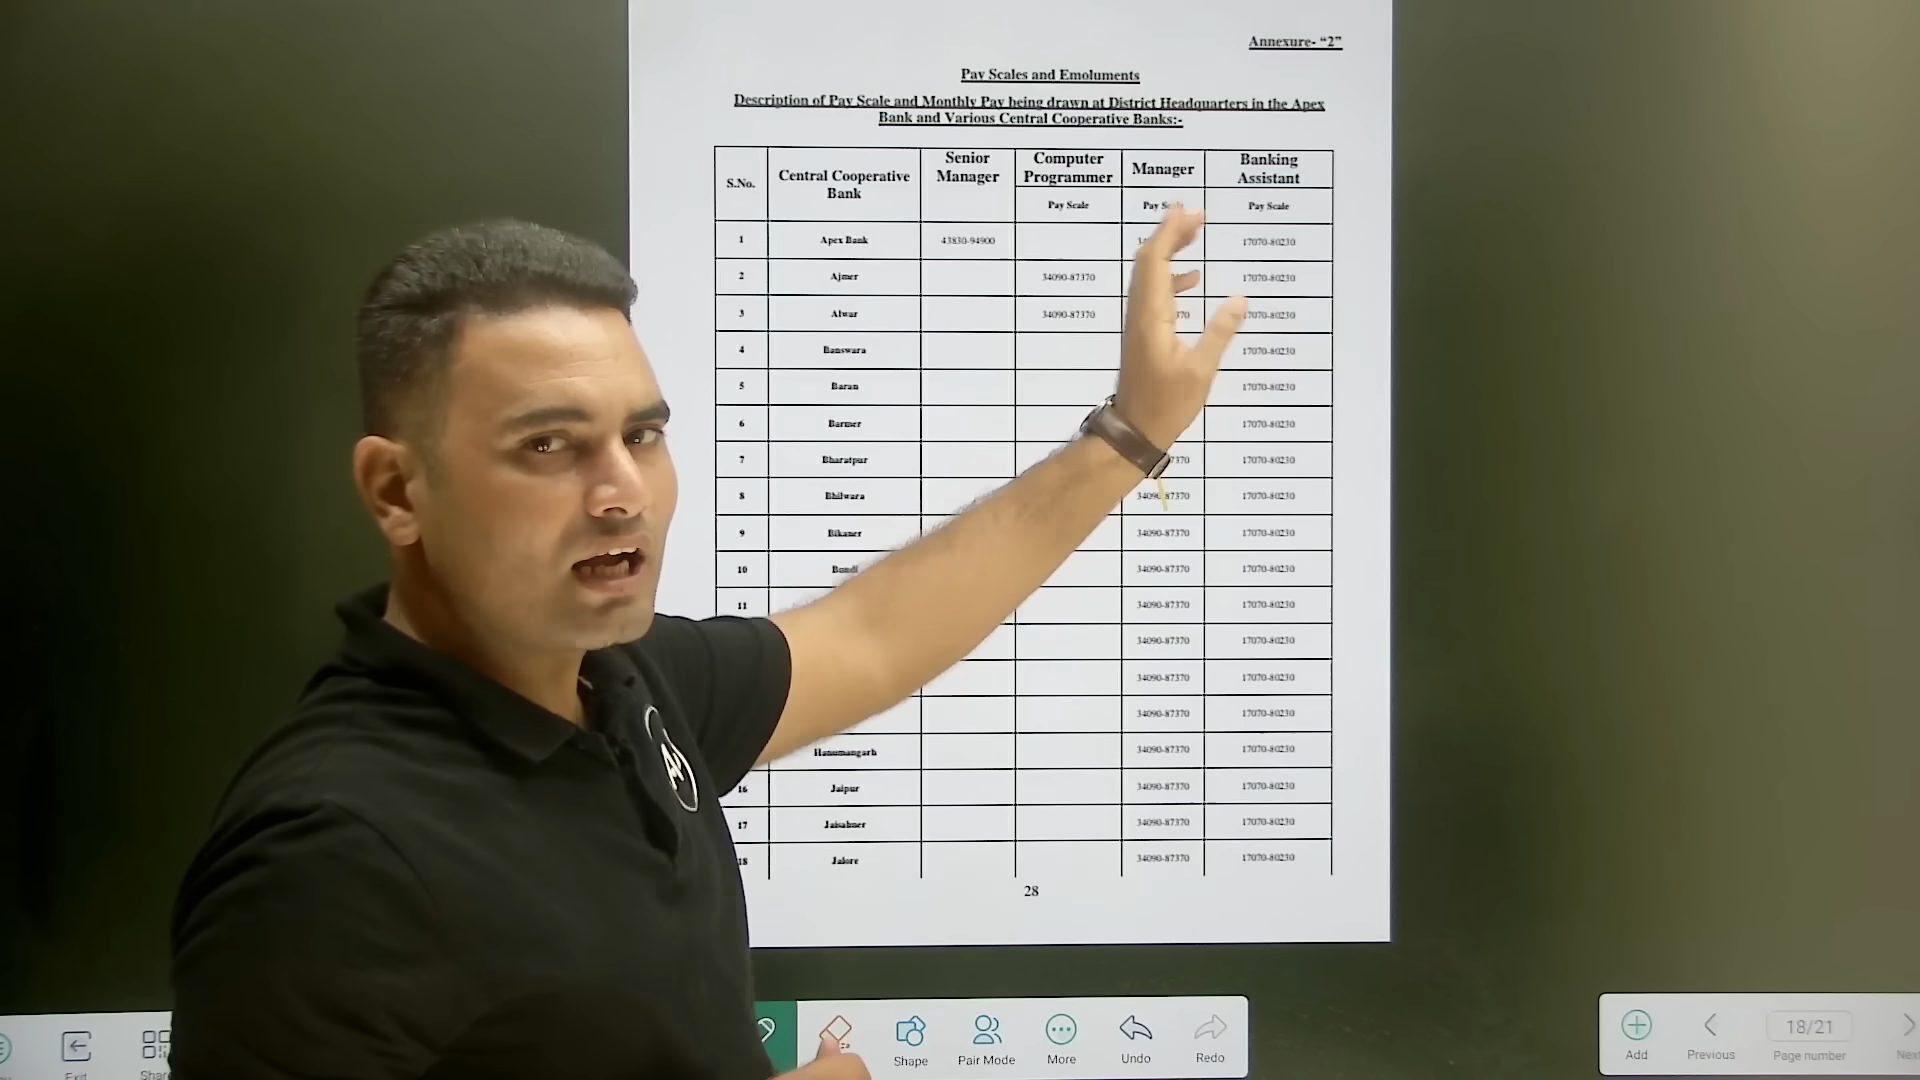 Annexure- “2”
Pay Scales and Emoluments
Description of Pay Scale and Monthly Pay being drawn at District Headquarters in the Apex
Bank and Various Central Cooperative Banks:-
S.No. Central Cooperative Bank Senior Manager Computer Programmer Manager Banking Assistant
Pay Scale Pay Pay Scale
1 Apex Bank 43830-94900 17070-80230
2 Ajmer 34090-87370 17070-80230
3 Alwar 34090-87370 370 17070-80230
4 Banswara 17070-80230
5 Baran 17070-80230
6 Barmer 17070-80230
7 Bharatpur 7370 17070-80230
8 Bhilwara 34090-87370 17070-80230
9 Bikaner 34090-87370 17070-80230
10 Bundi 34090-87370 17070-80230
11 34090-87370 17070-80230
34090-87370 17070-80230
34090-87370 17070-80230
34090-87370 17070-80230
Hanumangarh 34090-87370 17070-80230
16 Jaipur 34090-87370 17070-80230
17 Jaisalmer 34090-87370 17070-80230
18 Jalore 34090-87370 17070-80230
28
Exit Share Shape Pair Mode More Undo Redo
Add Previous 18/21 Page number Next